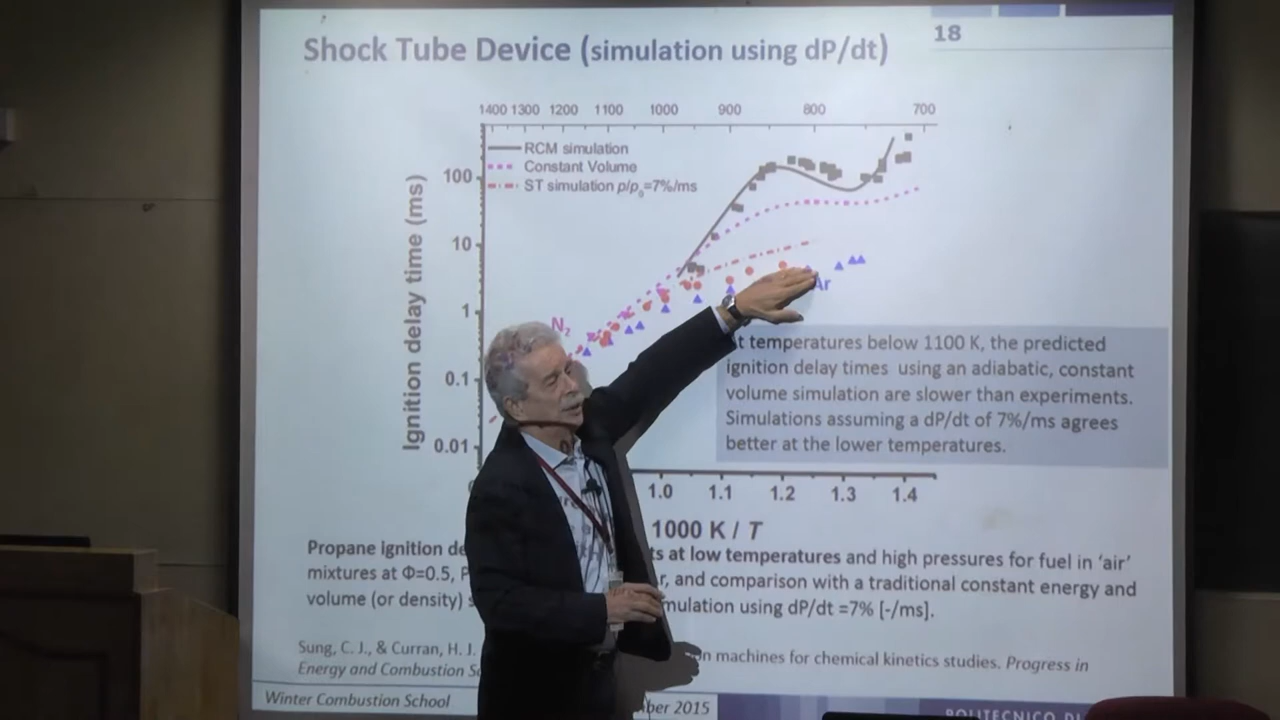 Shock Tube Device (simulation using dP/dt)
18
1400 1300 1200 1100 1000 900 800 700
RCM simulation
Constant Volume
ST simulation p/p0=7%/ms
100
10
1
0.1
0.01
Ignition delay time (ms)
N2
Ar
t temperatures below 1100 K, the predicted
ignition delay times using an adiabatic, constant
volume simulation are slower than experiments.
Simulations assuming a dP/dt of 7%/ms agrees
better at the lower temperatures.
1.0 1.1 1.2 1.3 1.4
1000 K / T
Propane ignition de ts at low temperatures and high pressures for fuel in ‘air’
mixtures at Φ=0.5, P r, and comparison with a traditional constant energy and
volume (or density) s mulation using dP/dt =7% [-/ms].
Sung, C. J., & Curran, H. J. on machines for chemical kinetics studies. Progress in
Energy and Combustion Sc
Winter Combustion School ber 2015
POLITECNICO DI